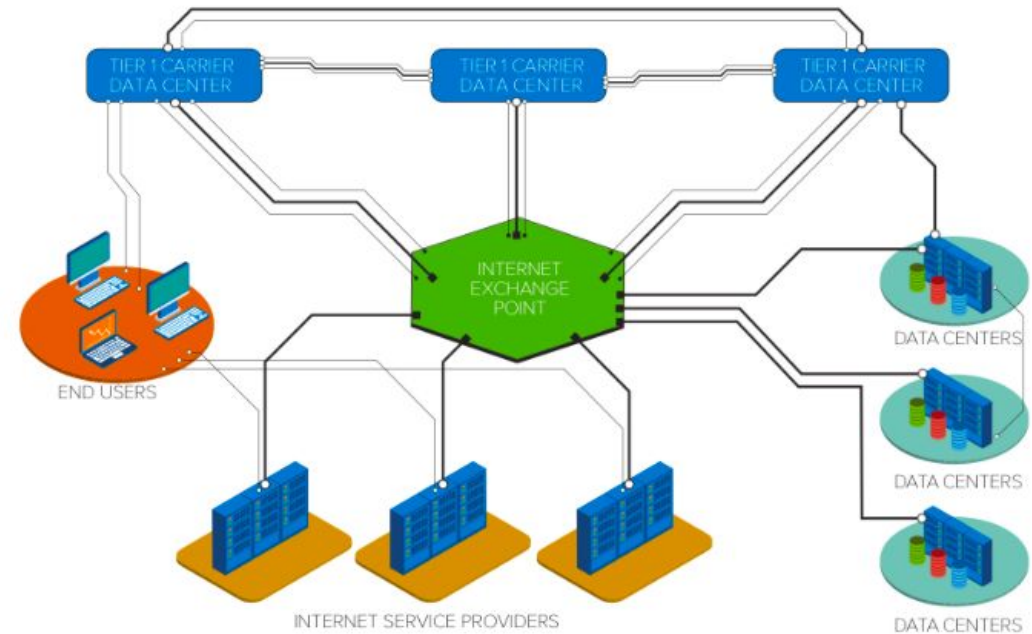 TIER 1 CARRIER
DATA CENTER
TIER 1 CARRIER
DATA CENTER
TIER 1 CARRIER
DATA CENTER
INTERNET
EXCHANGE
POINT
END USERS
DATA CENTERS
DATA CENTERS
INTERNET SERVICE PROVIDERS
DATA CENTERS